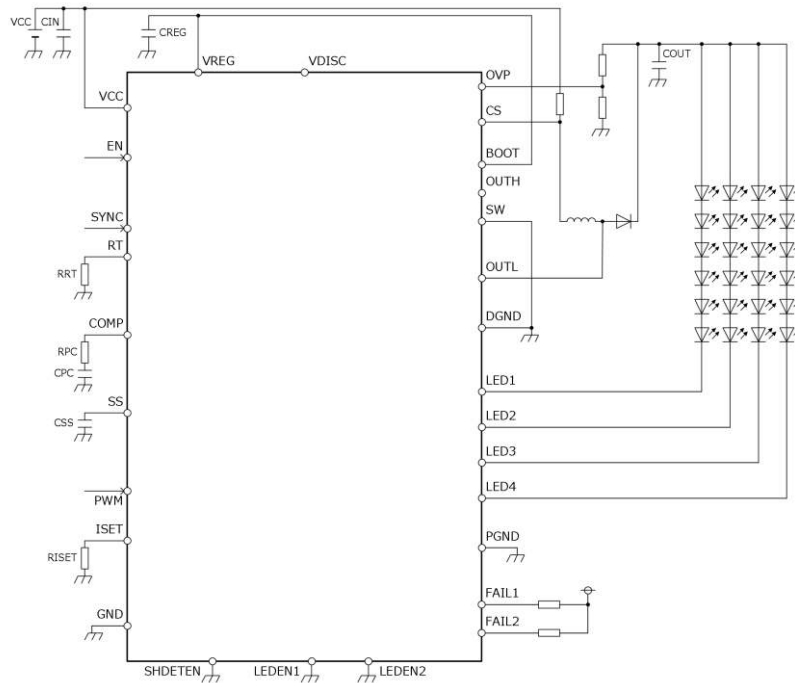 VCC
CIN
CREG
VREG
VDISC
COUT
OVP
VCC
CS
EN
BOOT
OUTH
SYNC
SW
RT
RRT
OUTL
COMP
DGND
RPC
CPC
LED1
SS
CSS
LED2
LED3
LED4
PWM
ISET
RISET
PGND
FAIL1
GND
FAIL2
SHDETEN
LEDEN1
LEDEN2